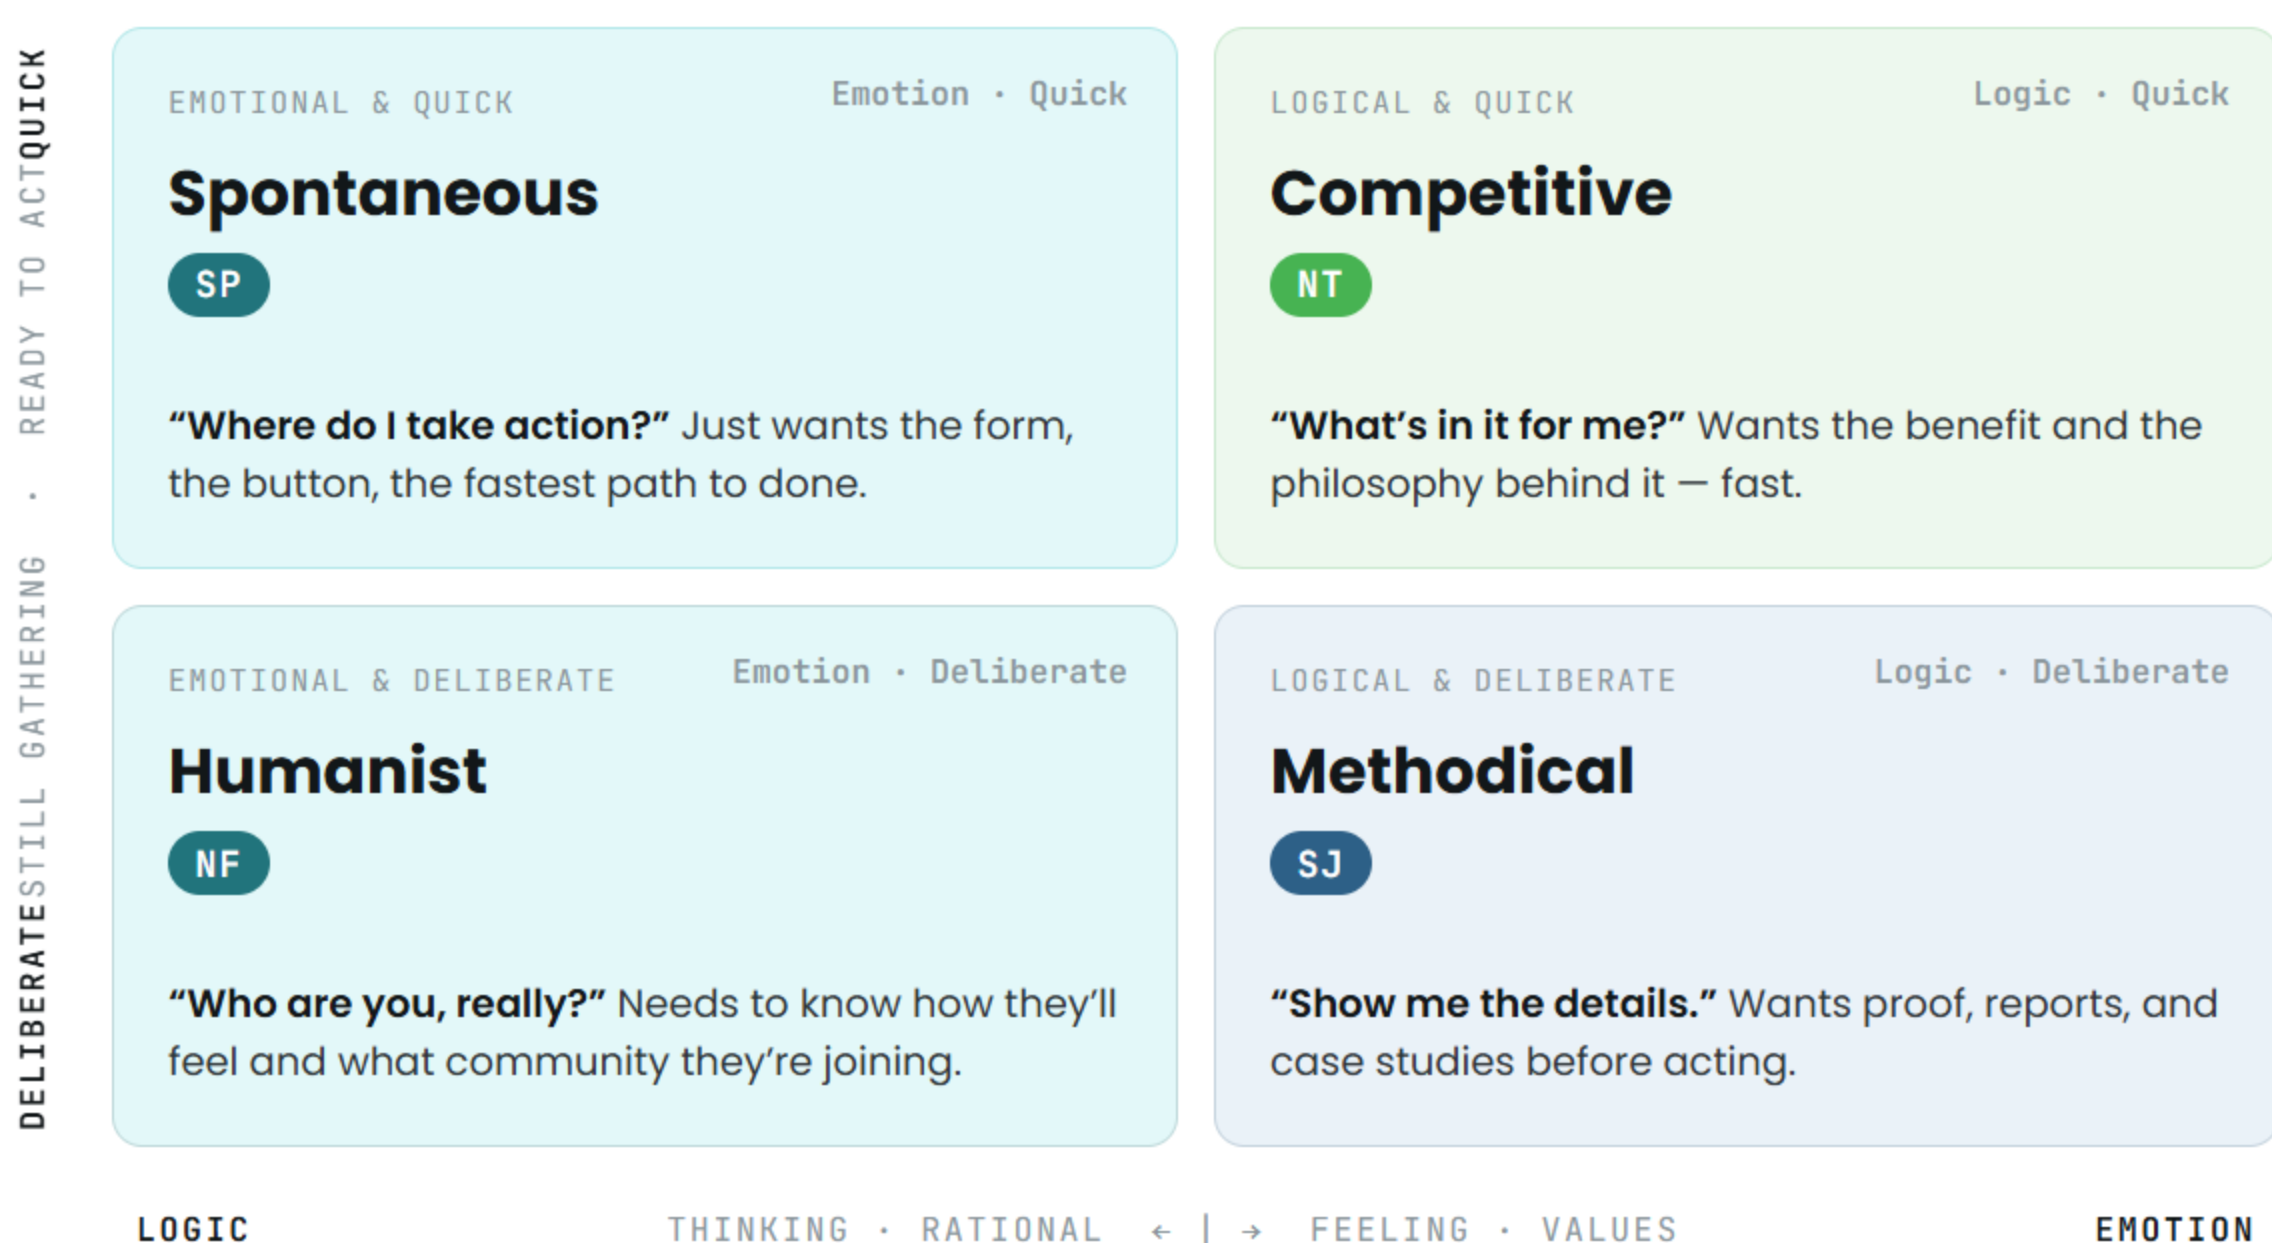 DELIBERATESTILL GATHERING · READY TO ACTQUICK
EMOTIONAL & QUICK
Emotion · Quick
Spontaneous
SP
“Where do I take action?” Just wants the form,
the button, the fastest path to done.
LOGICAL & QUICK
Logic · Quick
Competitive
NT
“What’s in it for me?” Wants the benefit and the
philosophy behind it — fast.
EMOTIONAL & DELIBERATE
Emotion · Deliberate
Humanist
NF
“Who are you, really?” Needs to know how they’ll
feel and what community they’re joining.
LOGICAL & DELIBERATE
Logic · Deliberate
Methodical
SJ
“Show me the details.” Wants proof, reports, and
case studies before acting.
LOGIC
THINKING · RATIONAL ← | → FEELING · VALUES
EMOTION